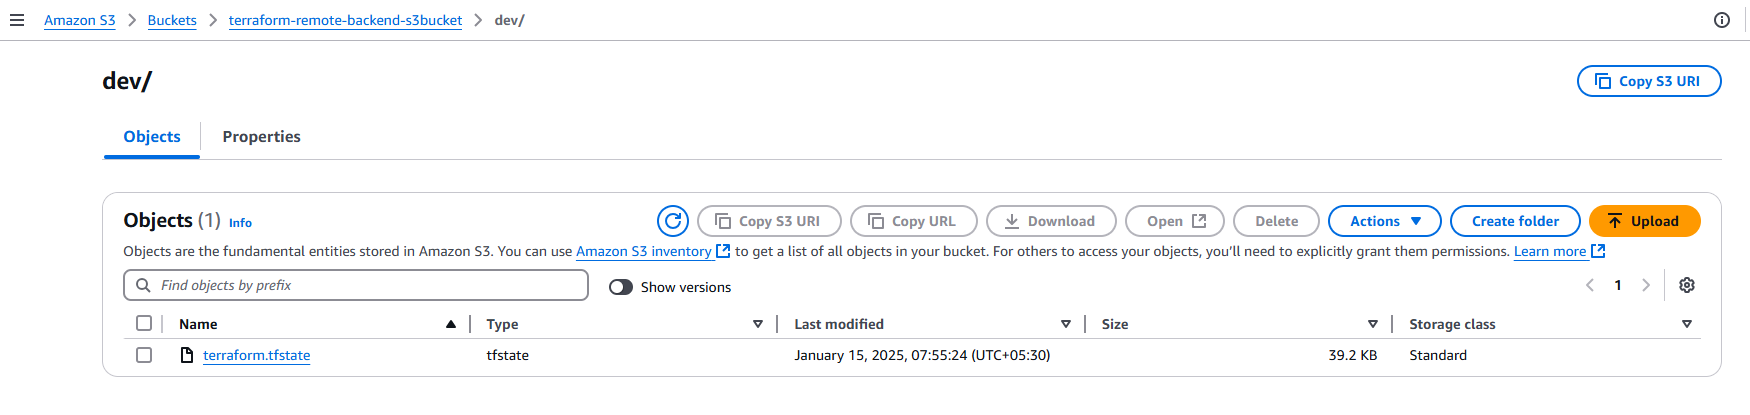 Amazon S3 > Buckets > terraform-remote-backend-s3bucket > dev/
dev/
Copy S3 URI
Objects Properties
Objects (1) Info
Copy S3 URI Copy URL Download Open Delete Actions Create folder Upload
Objects are the fundamental entities stored in Amazon S3. You can use Amazon S3 inventory to get a list of all objects in your bucket. For others to access your objects, you’ll need to explicitly grant them permissions. Learn more
Find objects by prefix Show versions 1
Name Type Last modified Size Storage class
terraform.tfstate tfstate January 15, 2025, 07:55:24 (UTC+05:30) 39.2 KB Standard